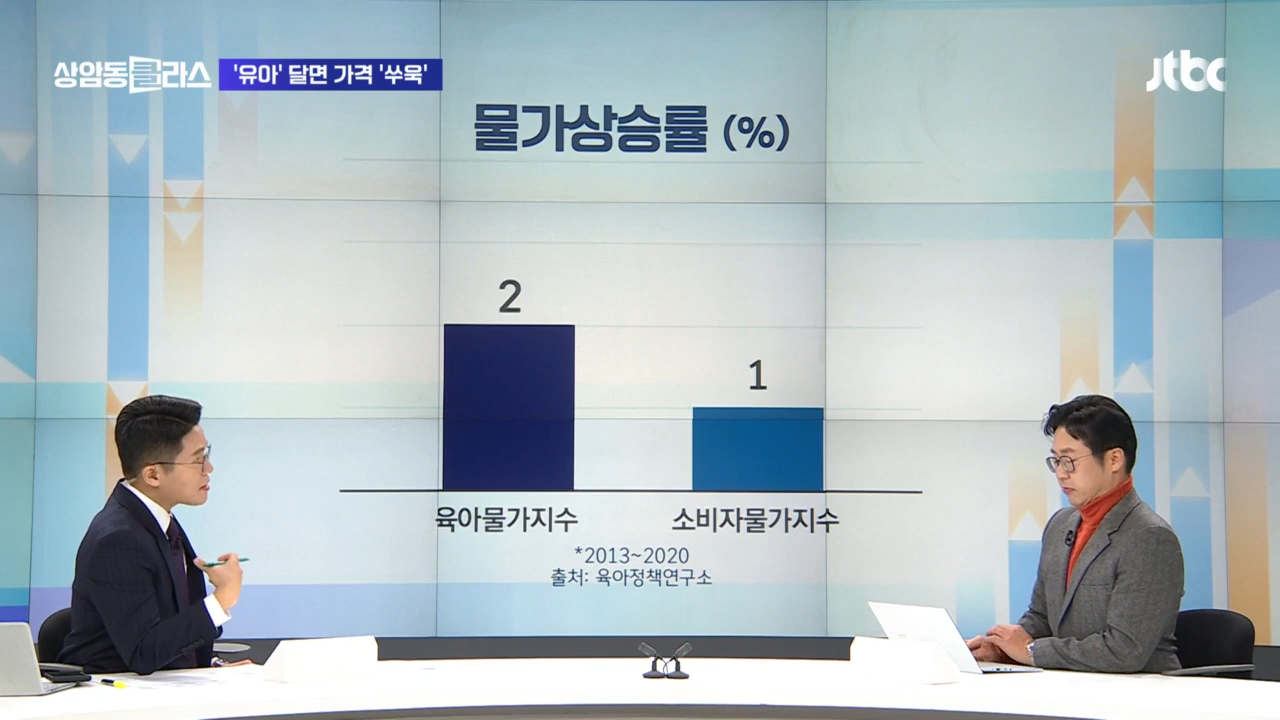 상암동클라스
'유아' 달면 가격 '쑤욱'
jtbc
물가상승률 (%)
2
1
육아물가지수
소비자물가지수
*2013~2020
출처: 육아정책연구소